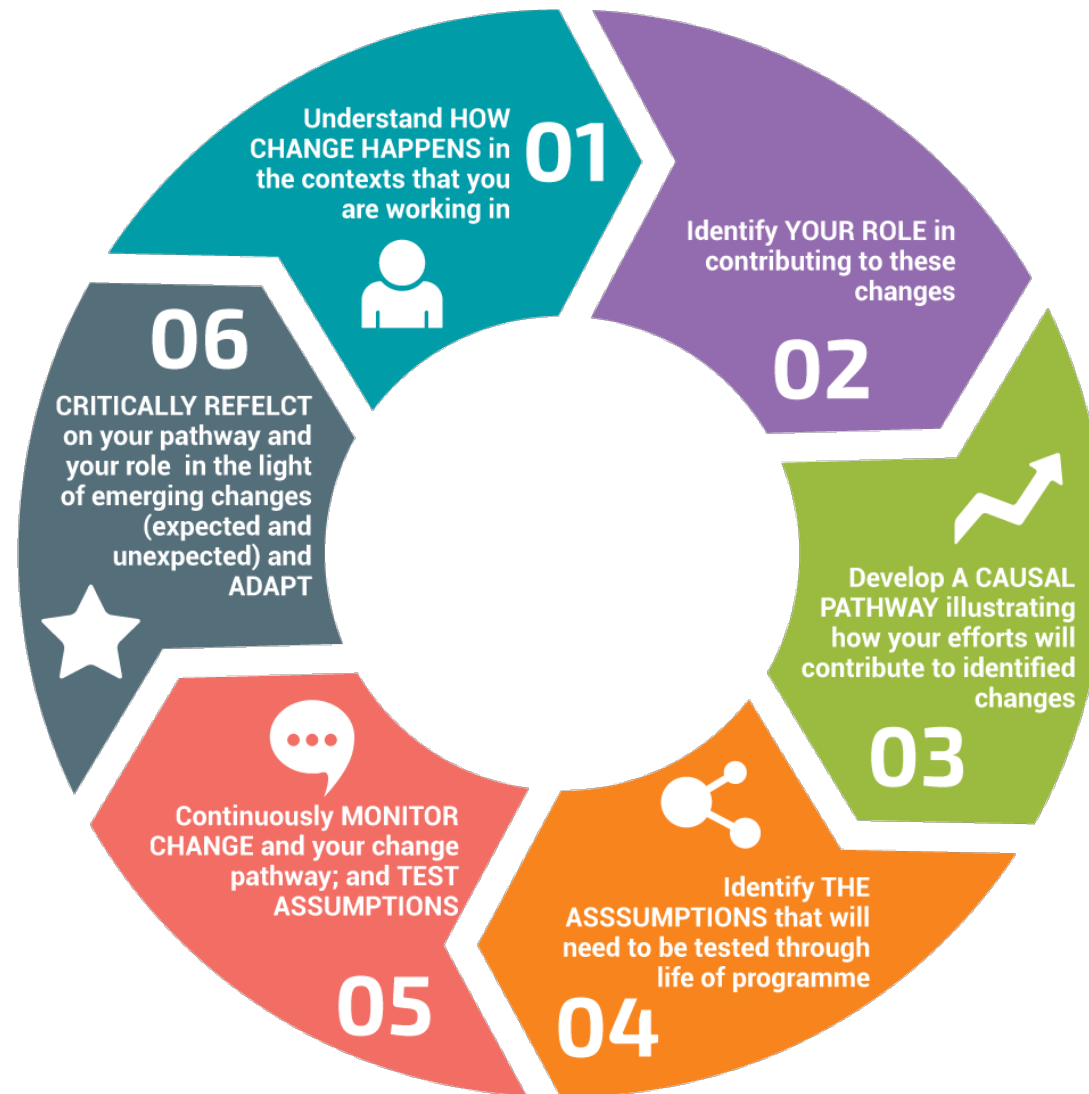 Understand HOW
CHANGE HAPPENS in
the contexts that you
are working in
01
Identify YOUR ROLE in
contributing to these
changes
02
Develop A CAUSAL
PATHWAY illustrating
how your efforts will
contribute to identified
changes
03
Identify THE
ASSSUMPTIONS that will
need to be tested through
life of programme
04
Continuously MONITOR
CHANGE and your change
pathway; and TEST
ASSUMPTIONS
05
06
CRITICALLY REFELCT
on your pathway and
your role in the light
of emerging changes
(expected and
unexpected) and
ADAPT